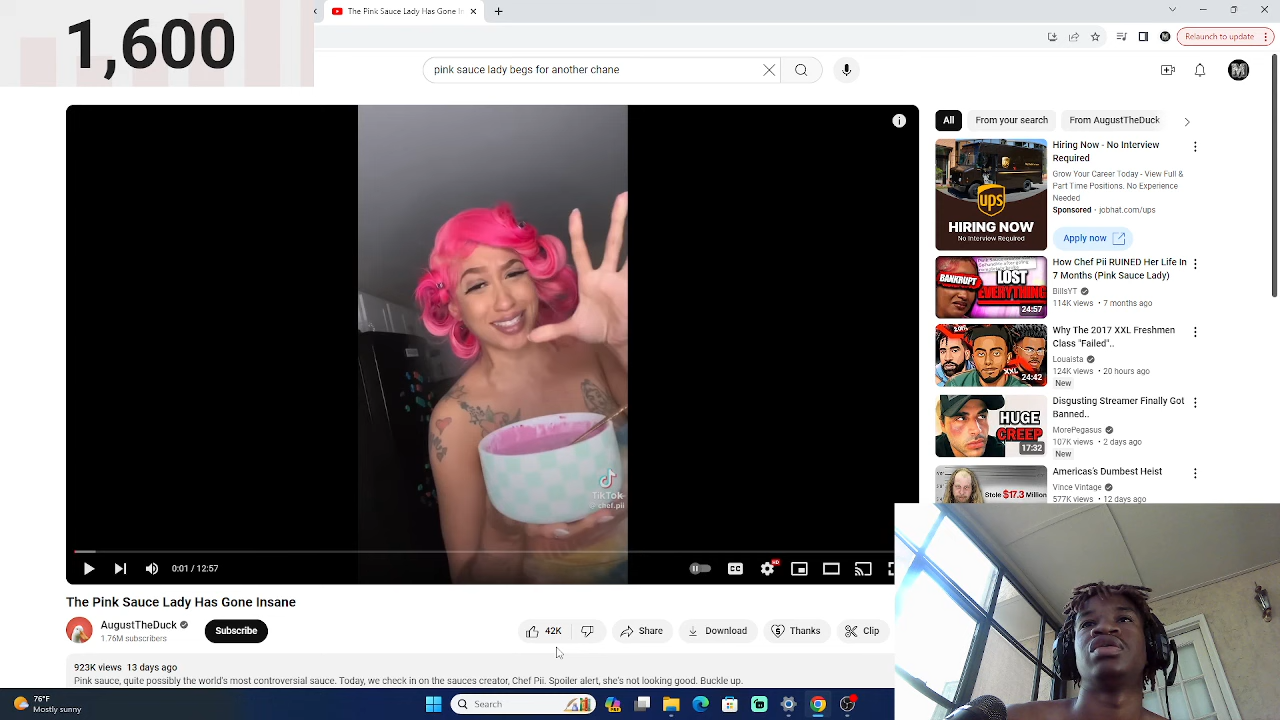 1,600
The Pink Sauce Lady Has Gone In
Relaunch to update
pink sauce lady begs for another chane
TikTok
chef.pii
0:01 / 12:57
CC
HD
The Pink Sauce Lady Has Gone Insane
AugustTheDuck
1.76M subscribers
Subscribe
42K
Share
Download
Thanks
Clip
923K views 13 days ago
Pink sauce, quite possibly the world's most controversial sauce. Today, we check in on the sauces creator, Chef Pii. Spoiler alert, she's not looking good. Buckle up.
All
From your search
From AugustTheDuck
ups
HIRING NOW
No Interview Required
Hiring Now - No Interview
Required
Grow Your Career Today - View Full &
Part Time Positions. No Experience
Needed
Sponsored • jobhat.com/ups
Apply now
BANKRUPT
LOST
EVERYTHING
24:57
How Chef Pii RUINED Her Life In
7 Months (Pink Sauce Lady)
BillsYT
114K views • 7 months ago
XXL
24:42
Why The 2017 XXL Freshmen
Class "Failed"..
Louaista
124K views • 20 hours ago
New
HUGE
CREEP
17:32
Disgusting Streamer Finally Got
Banned..
MorePegasus
107K views • 2 days ago
New
Stole $17.3 Million
America's Dumbest Heist
Vince Vintage
577K views • 12 days ago
76°F
Mostly sunny
Search